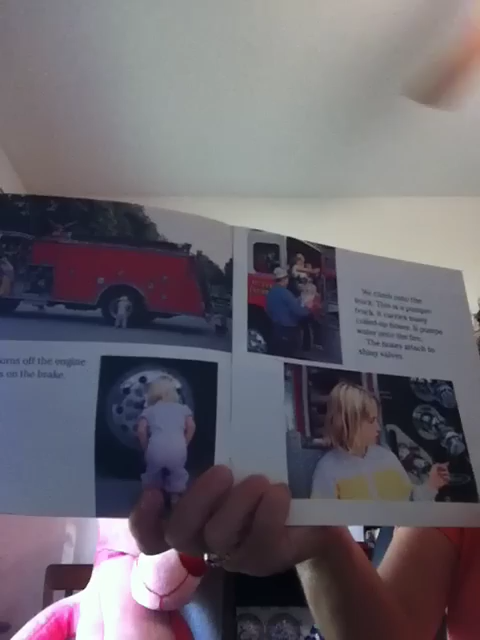 turns off the engine
s on the brake.
We climb onto the
truck. This is a pumper
truck. It carries many
coiled-up hoses. It pumps
water onto the fire.
The hoses attach to
shiny valves.